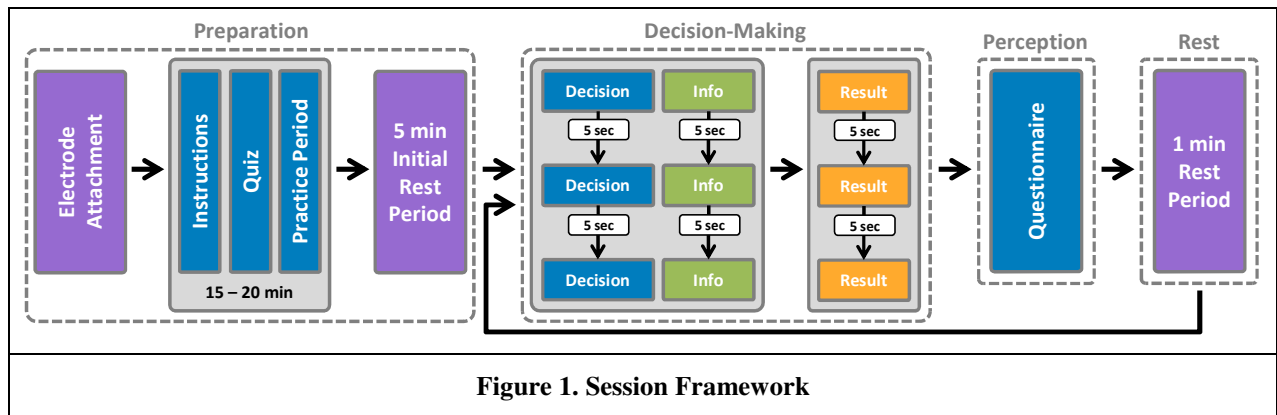 Preparation
Decision-Making
Perception
Rest
Electrode
Attachment
Instructions
Quiz
Practice Period
15 – 20 min
5 min
Initial
Rest
Period
Decision
Info
5 sec
5 sec
Decision
Info
5 sec
5 sec
Decision
Info
Result
5 sec
Result
5 sec
Result
Questionnaire
1 min
Rest
Period
Figure 1. Session Framework